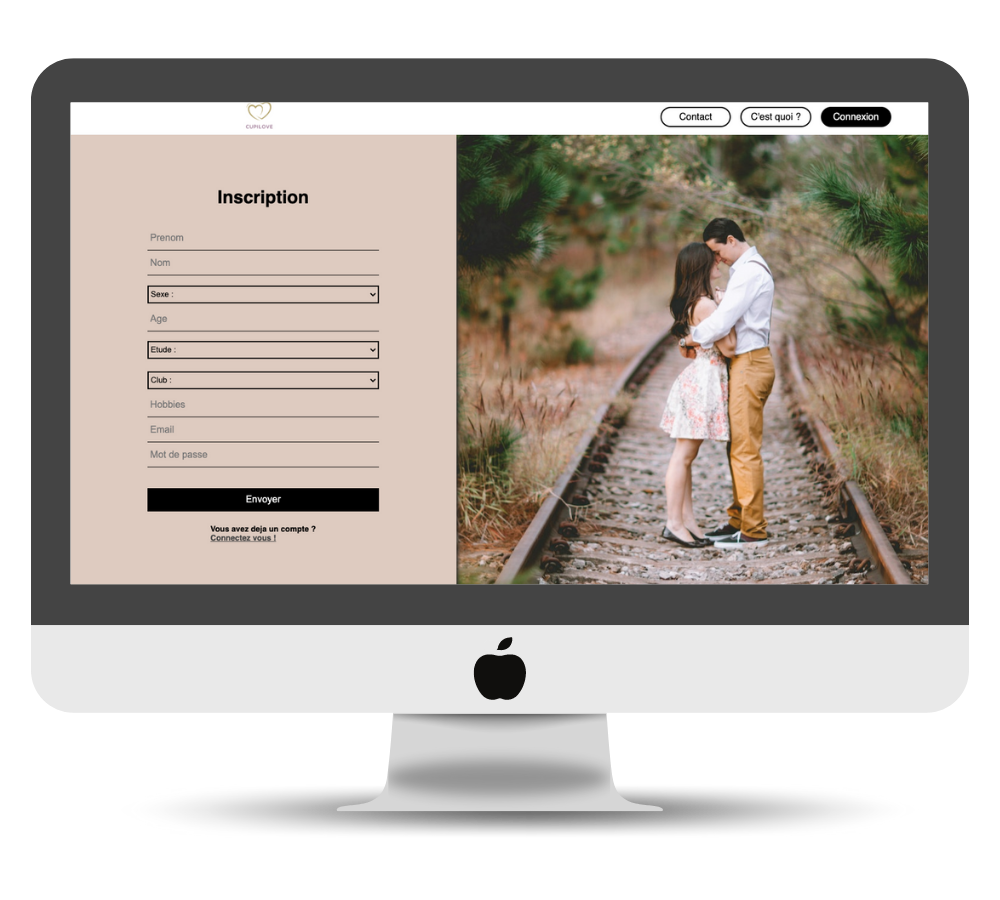 CUPILOVE
Contact
C'est quoi ?
Connexion
Inscription
Prenom
Nom
Sexe :
Age
Etude :
Club :
Hobbies
Email
Mot de passe
Envoyer
Vous avez deja un compte ?
Connectez vous !